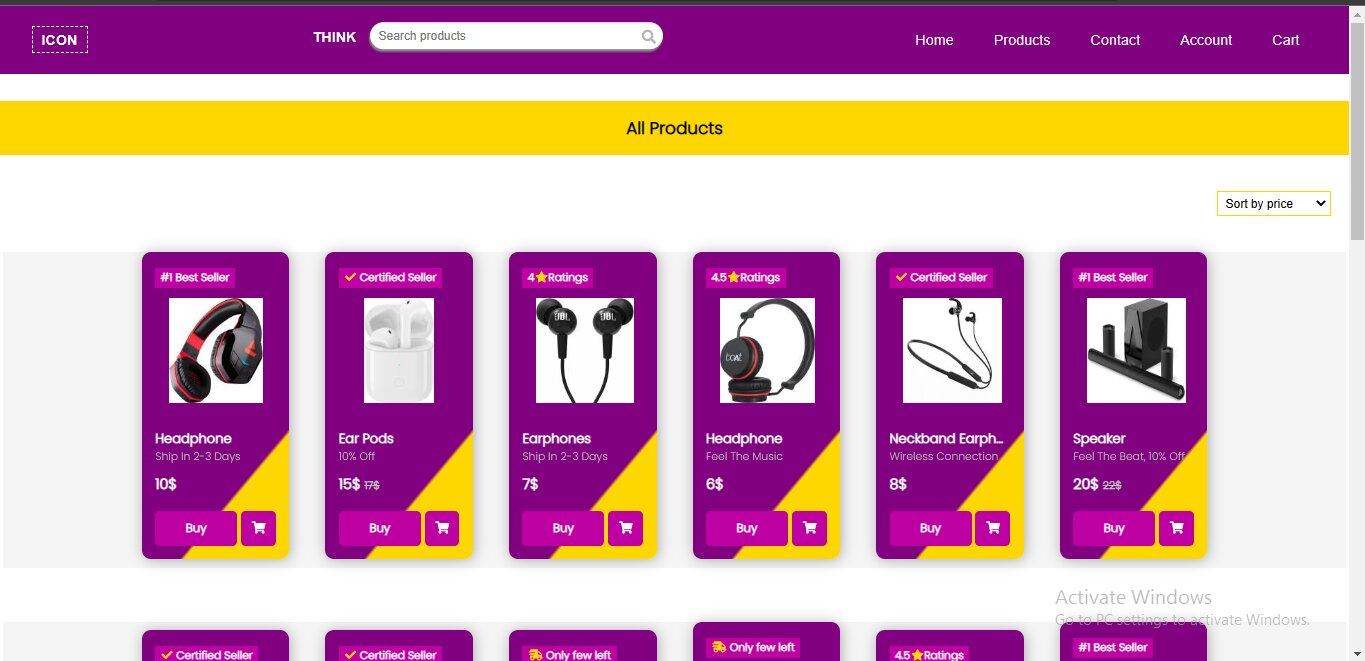 ICON
THINK
Search products
Home
Products
Contact
Account
Cart
All Products
Sort by price
#1 Best Seller
Certified Seller
4 Ratings
4.5 Ratings
Certified Seller
#1 Best Seller
JBL
JBL
boAt
Headphone
Ear Pods
Earphones
Headphone
Neckband Earph...
Speaker
Ship In 2-3 Days
10% Off
Ship In 2-3 Days
Feel The Music
Wireless Connection
Feel The Beat, 10% Off
10$
15$ 17$
7$
6$
8$
20$ 22$
Buy
Buy
Buy
Buy
Buy
Buy
Activate Windows
Go to PC settings to activate Windows.
Certified Seller
Certified Seller
Only few left
Only few left
4.5 Ratings
#1 Best Seller